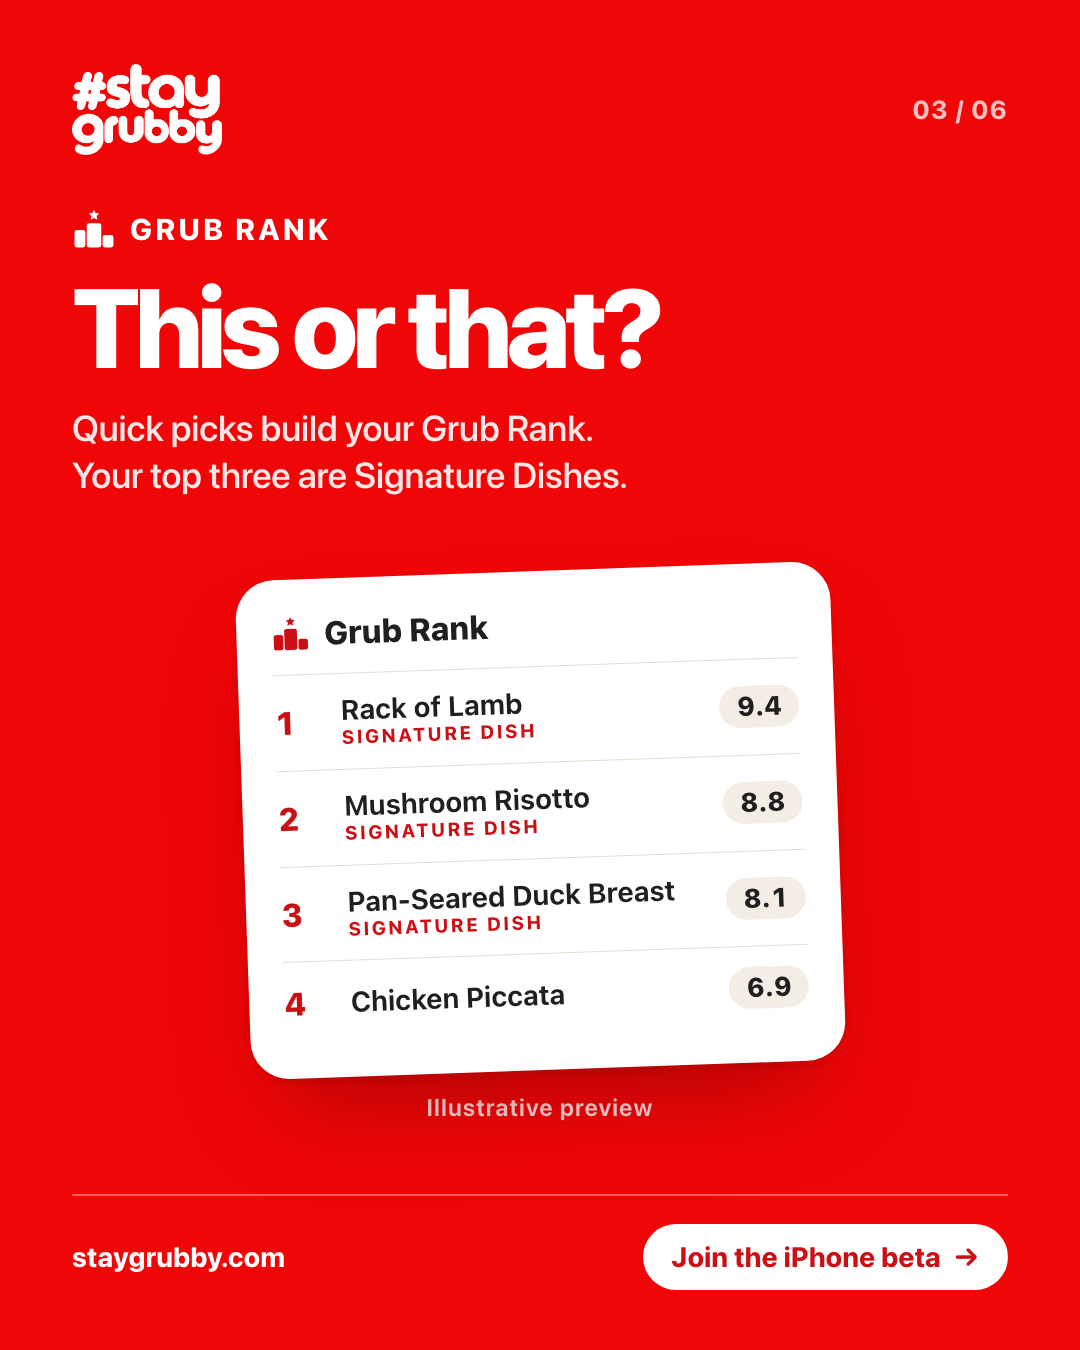 #stay
grubby
03 / 06
GRUB RANK
This or that?
Quick picks build your Grub Rank.
Your top three are Signature Dishes.
Grub Rank
1 Rack of Lamb 9.4
SIGNATURE DISH
2 Mushroom Risotto 8.8
SIGNATURE DISH
3 Pan-Seared Duck Breast 8.1
SIGNATURE DISH
4 Chicken Piccata 6.9
Illustrative preview
staygrubby.com
Join the iPhone beta →